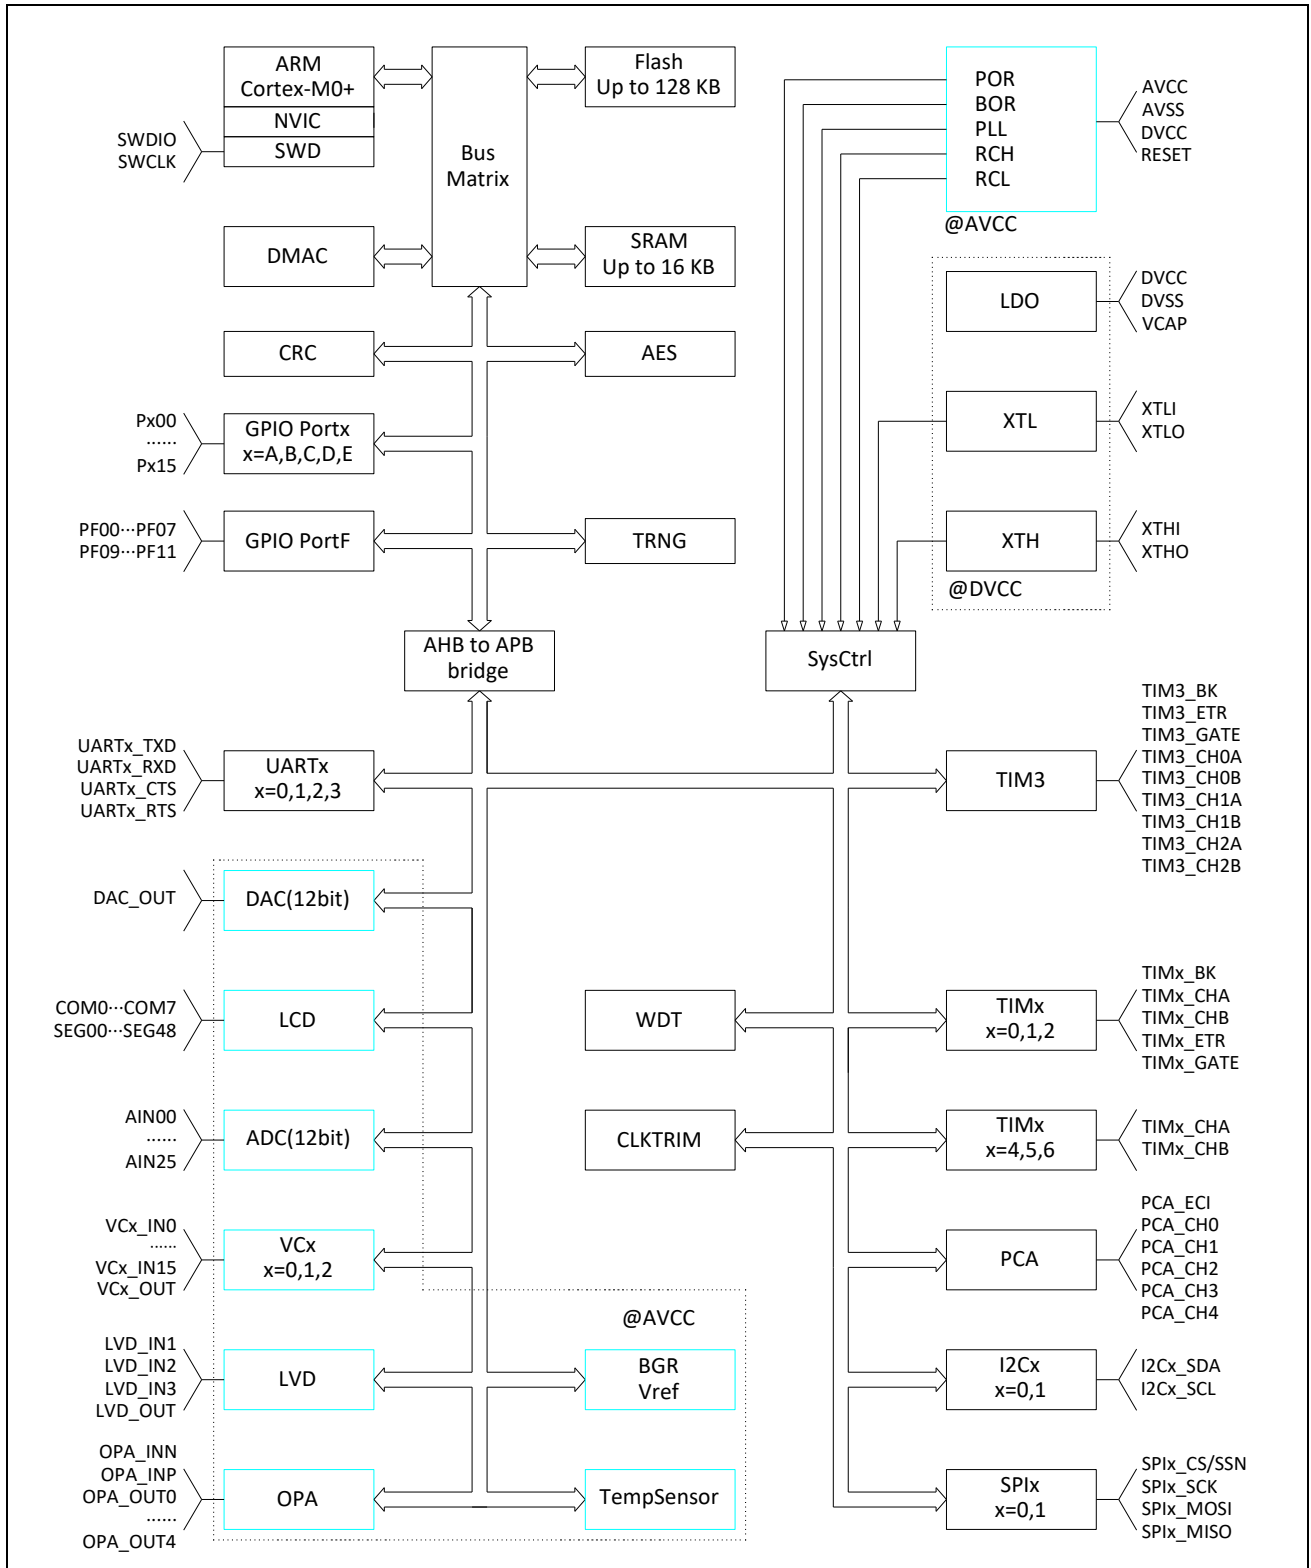 ARM
Cortex-M0+
NVIC
SWD
SWDIO
SWCLK
Bus
Matrix
Flash
Up to 128 KB
DMAC
SRAM
Up to 16 KB
CRC
AES
Px00
......
Px15
GPIO Portx
x=A,B,C,D,E
PF00···PF07
PF09···PF11
GPIO PortF
TRNG
AHB to APB
bridge
POR
BOR
PLL
RCH
RCL
@AVCC
AVCC
AVSS
DVCC
RESET
LDO
DVCC
DVSS
VCAP
XTL
XTLI
XTLO
XTH
XTHI
XTHO
@DVCC
SysCtrl
UARTx_TXD
UARTx_RXD
UARTx_CTS
UARTx_RTS
UARTx
x=0,1,2,3
TIM3
TIM3_BK
TIM3_ETR
TIM3_GATE
TIM3_CH0A
TIM3_CH0B
TIM3_CH1A
TIM3_CH1B
TIM3_CH2A
TIM3_CH2B
DAC_OUT
DAC(12bit)
COM0···COM7
SEG00···SEG48
LCD
WDT
TIMx
x=0,1,2
TIMx_BK
TIMx_CHA
TIMx_CHB
TIMx_ETR
TIMx_GATE
AIN00
......
AIN25
ADC(12bit)
CLKTRIM
TIMx
x=4,5,6
TIMx_CHA
TIMx_CHB
VCx_IN0
......
VCx_IN15
VCx_OUT
VCx
x=0,1,2
PCA
PCA_ECI
PCA_CH0
PCA_CH1
PCA_CH2
PCA_CH3
PCA_CH4
@AVCC
LVD_IN1
LVD_IN2
LVD_IN3
LVD_OUT
LVD
BGR
Vref
I2Cx
x=0,1
I2Cx_SDA
I2Cx_SCL
OPA_INN
OPA_INP
OPA_OUT0
......
OPA_OUT4
OPA
TempSensor
SPIx
x=0,1
SPIx_CS/SSN
SPIx_SCK
SPIx_MOSI
SPIx_MISO